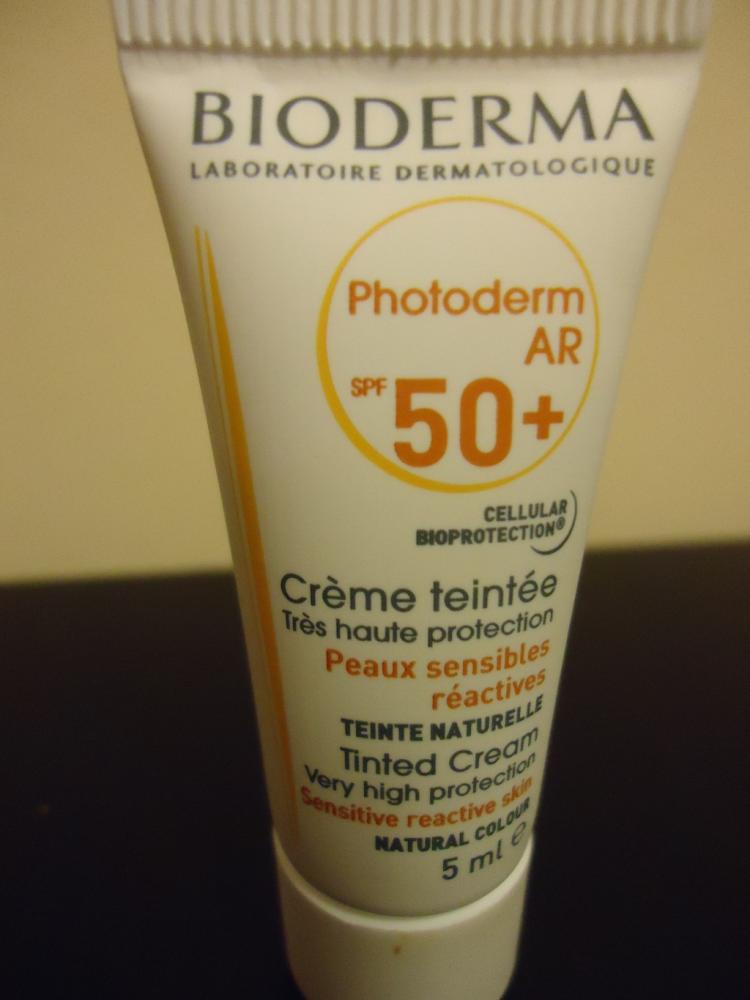 BIODERMA
LABORATOIRE DERMATOLOGIQUE
Photoderm
AR
SPF 50+
CELLULAR
BIOPROTECTION®
Crème teintée
Très haute protection
Peaux sensibles
réactives
TEINTE NATURELLE
Tinted Cream
Very high protection
Sensitive reactive skin
NATURAL COLOUR
5 ml e